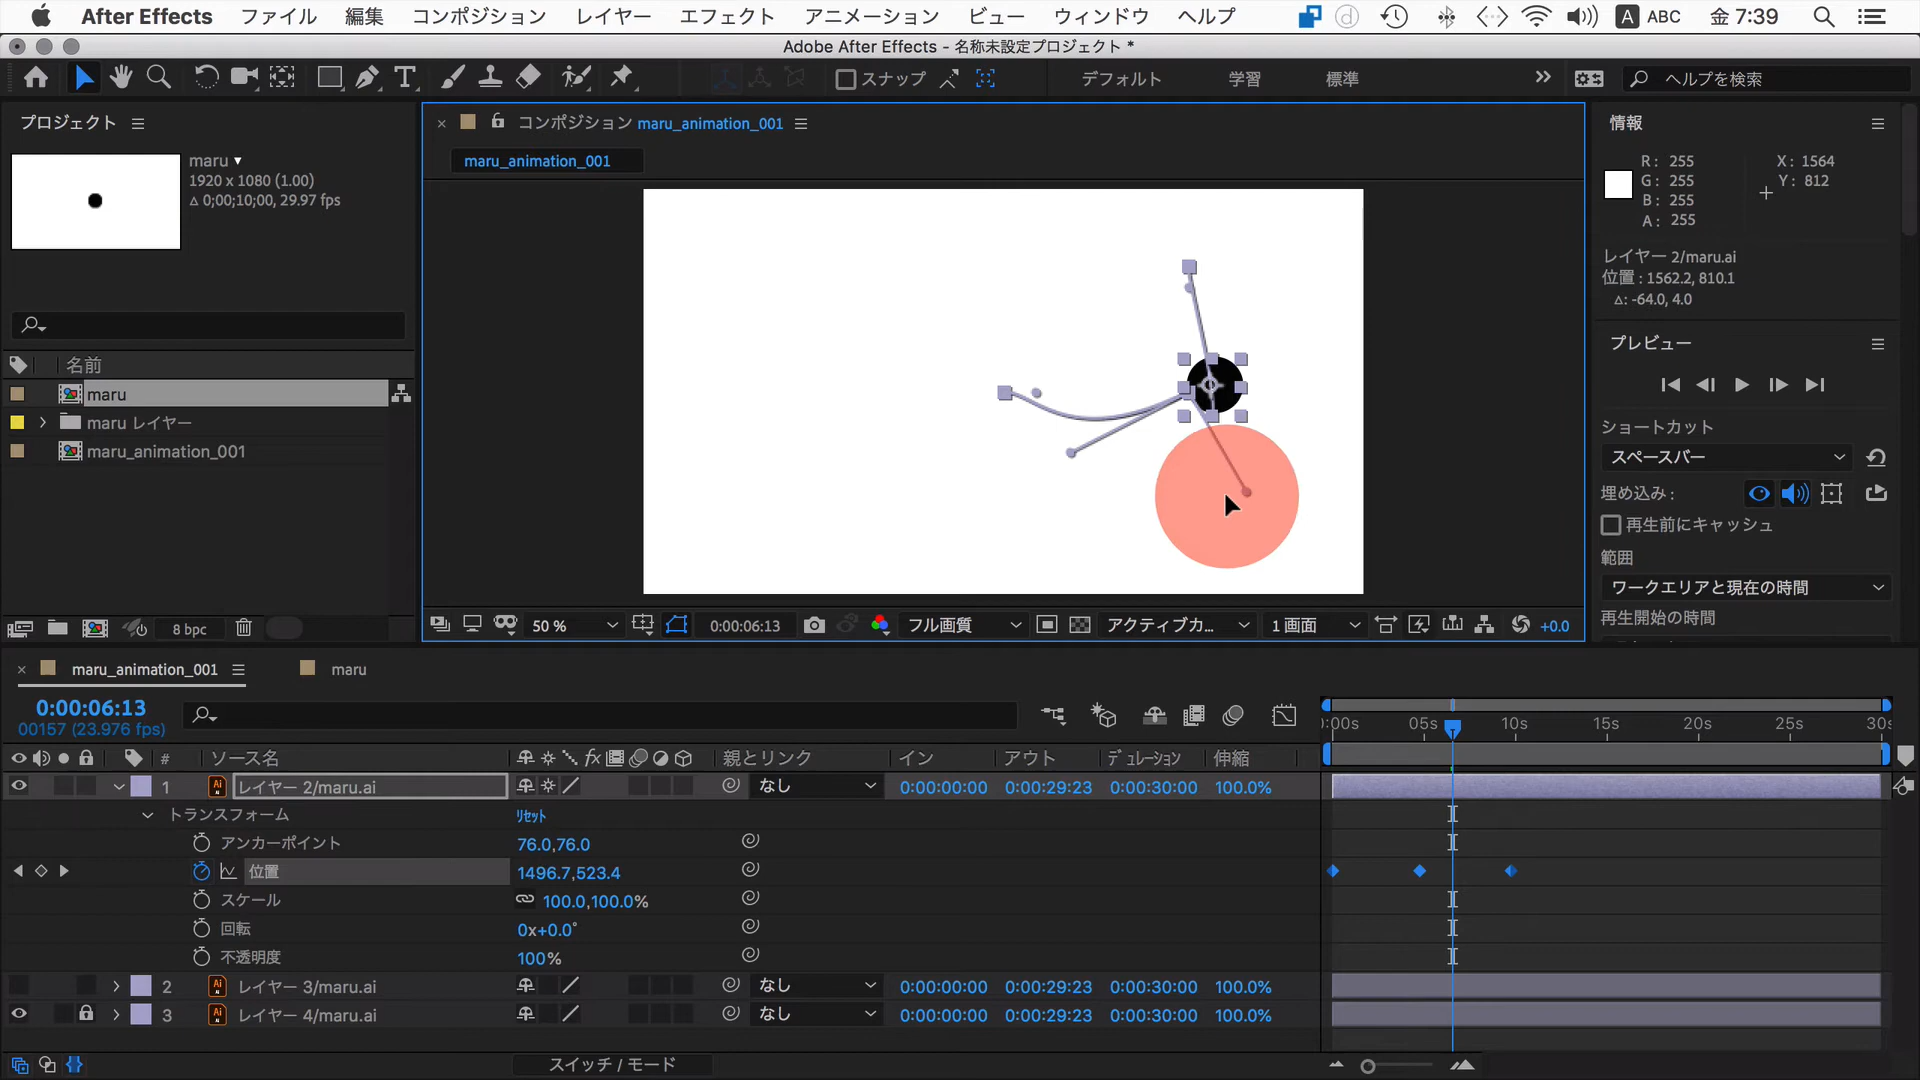 After Effects ファイル 編集 コンポジション レイヤー エフェクト アニメーション ビュー ウィンドウ ヘルプ A ABC 金 7:39
Adobe After Effects - 名称未設定プロジェクト *
スナップ デフォルト 学習 標準 ヘルプを検索
プロジェクト
maru
1920 x 1080 (1.00)
Δ 0;00;10;00, 29.97 fps
名前
maru
maru レイヤー
maru_animation_001
8 bpc
コンポジション maru_animation_001
maru_animation_001
50 % 0:00:06:13 フル画質 アクティブカ... 1 画面 +0.0
情報
R: 255 X: 1564
G: 255 Y: 812
B: 255
A: 255
レイヤー 2/maru.ai
位置 : 1562.2, 810.1
Δ: -64.0, 4.0
プレビュー
ショートカット
スペースバー
埋め込み :
再生前にキャッシュ
範囲
ワークエリアと現在の時間
再生開始の時間
maru_animation_001 maru
0:00:06:13
00157 (23.976 fps)
:00s 05s 10s 15s 20s 25s 30s
# ソース名 fx 親とリンク イン アウト デュレーション 伸縮
1 Ai レイヤー 2/maru.ai なし 0:00:00:00 0:00:29:23 0:00:30:00 100.0%
トランスフォーム リセット
アンカーポイント 76.0,76.0
位置 1496.7,523.4
スケール 100.0,100.0%
回転 0x+0.0°
不透明度 100%
2 Ai レイヤー 3/maru.ai なし 0:00:00:00 0:00:29:23 0:00:30:00 100.0%
3 Ai レイヤー 4/maru.ai なし 0:00:00:00 0:00:29:23 0:00:30:00 100.0%
スイッチ / モード